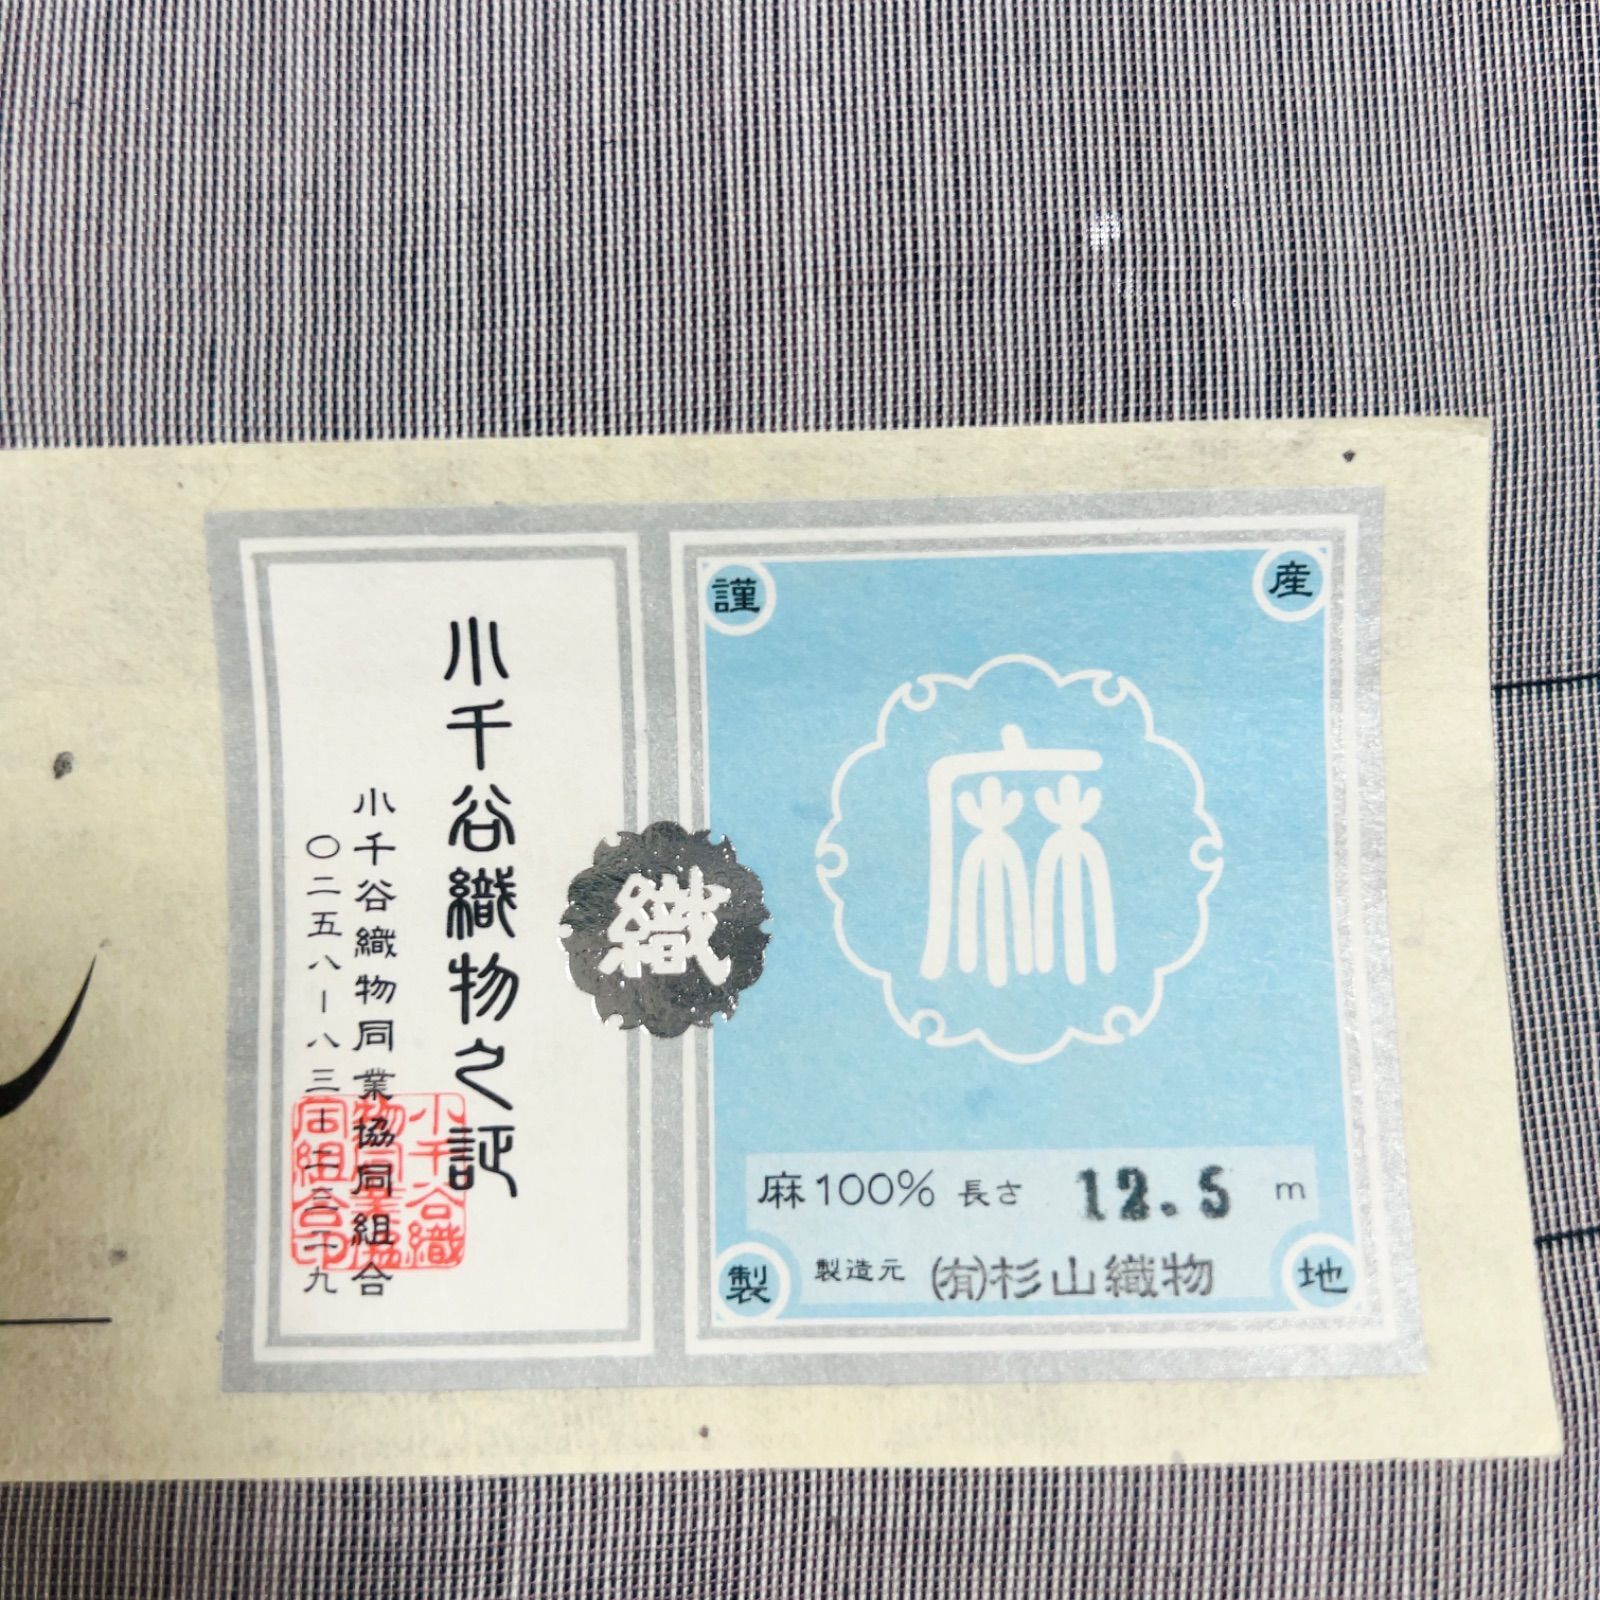 産地
謹製
麻
麻100% 長さ 12.5 m
製造元 (有)杉山織物
織
小千谷織物之証
小千谷織物同業協同組合
〇二五八－八三－二三二九
小千谷織
物同業協
同組合印